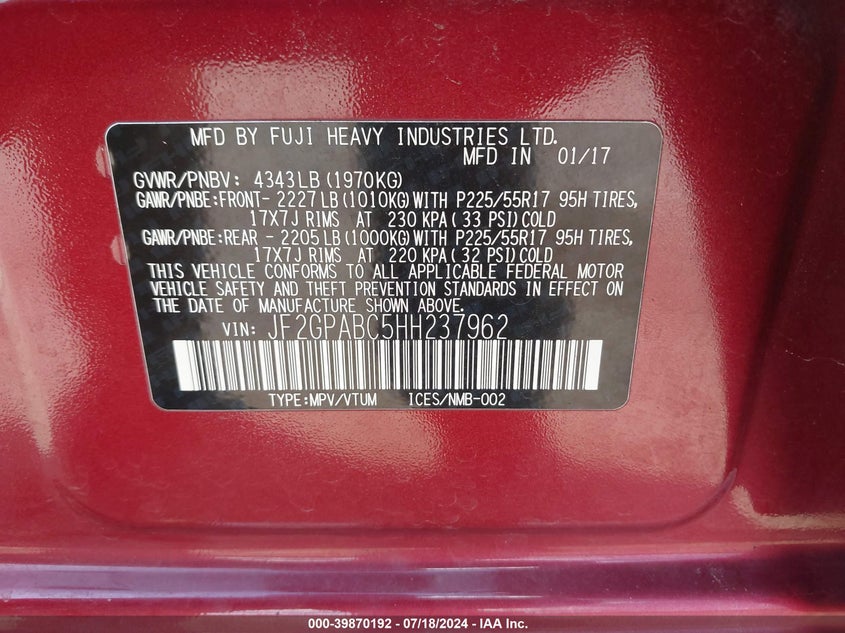 MFD BY FUJI HEAVY INDUSTRIES LTD.
MFD IN 01/17
GVWR/PNBV: 4343LB(1970KG)
GAWR/PNBE:FRONT- 2227LB(1010KG)WITH P225/55R17 95H TIRES,
17X7J RIMS AT 230 KPA( 33 PSI)COLD
GAWR/PNBE:REAR - 2205LB(1000KG)WITH P225/55R17 95H TIRES,
17X7J RIMS AT 220 KPA( 32 PSI)COLD
THIS VEHICLE CONFORMS TO ALL APPLICABLE FEDERAL MOTOR
VEHICLE SAFETY AND THEFT PREVENTION STANDARDS IN EFFECT ON
THE DATE OF MANUFACTURE SHOWN ABOVE.
VIN: JF2GPABC5HH237962
TYPE:MPV/VTUM ICES/NMB-002
000-39870192 - 07/18/2024 - IAA Inc.